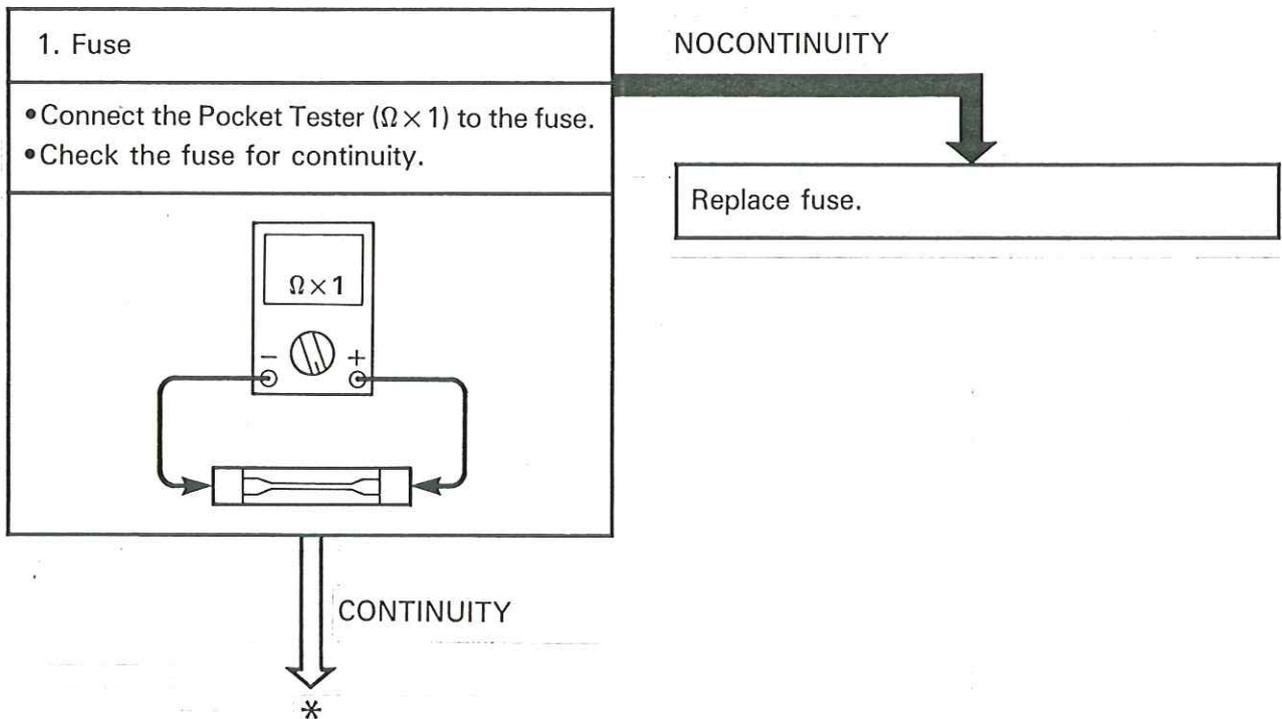 1. Fuse
•Connect the Pocket Tester (Ω×1) to the fuse.
•Check the fuse for continuity.
Ω×1
− +
NOCONTINUITY
Replace fuse.
CONTINUITY
*